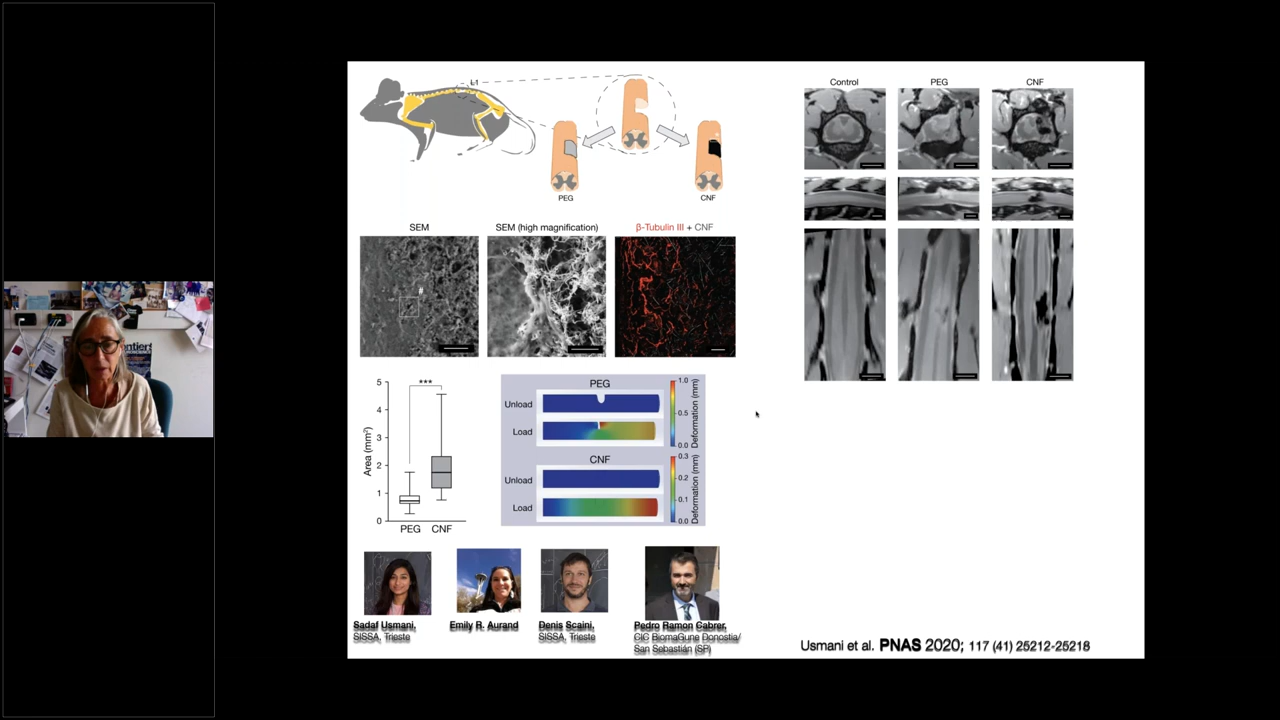 L1
PEG
CNF
SEM
SEM (high magnification)
β-Tubulin III + CNF
#
***
5
4
3
2
1
0
Area (mm²)
PEG
CNF
PEG
Unload
Load
1.0
0.5
0.0
Deformation (mm)
CNF
Unload
Load
0.3
0.2
0.1
0.0
Deformation (mm)
Sadaf Usmani,
SISSA, Trieste
Emily R. Aurand
Denis Scaini,
SISSA, Trieste
Pedro Ramon Cabrer,
CIC BiomaGune Donostia/
San Sebastián (SP)
Control
PEG
CNF
Usmani et al. PNAS 2020; 117 (41) 25212-25218